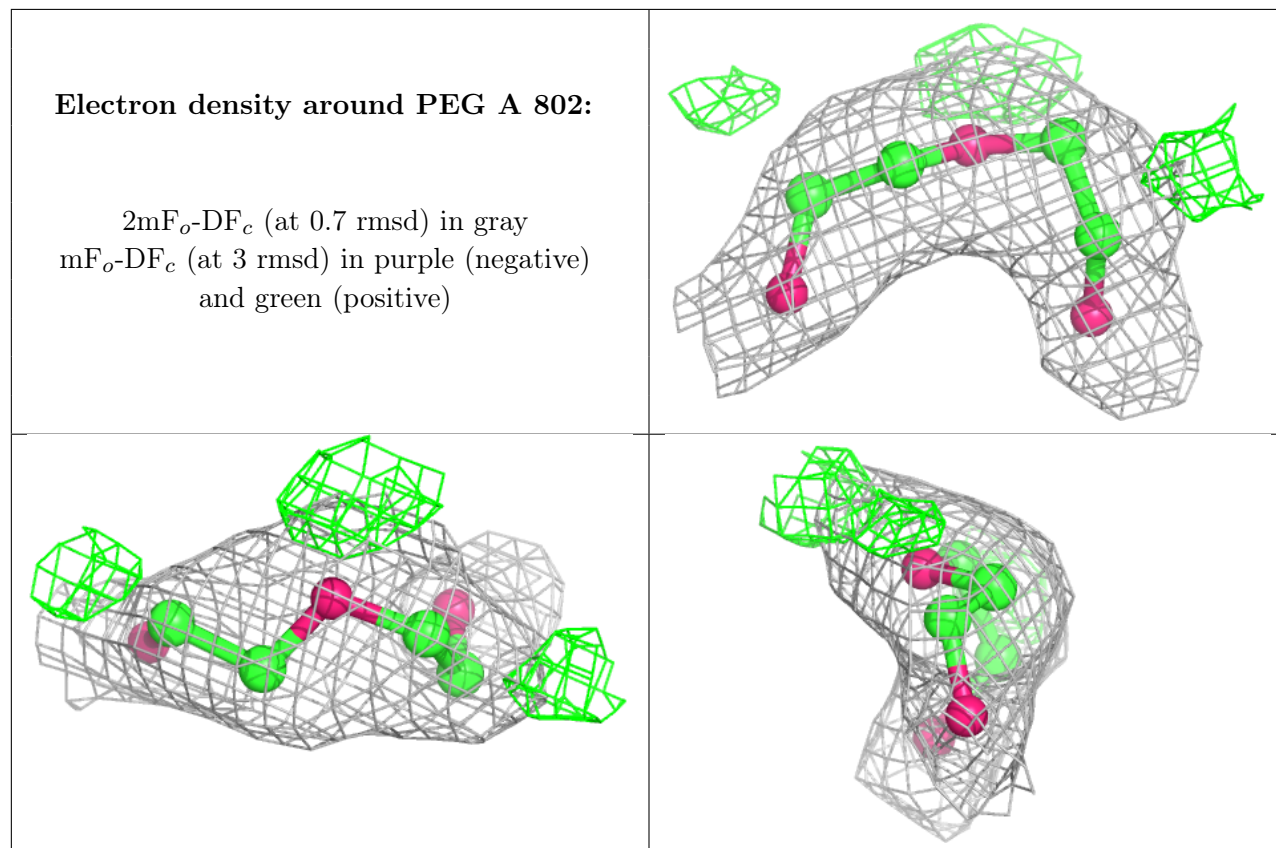 Electron density around PEG A 802:
2mFo-DFc (at 0.7 rmsd) in gray
mFo-DFc (at 3 rmsd) in purple (negative)
and green (positive)